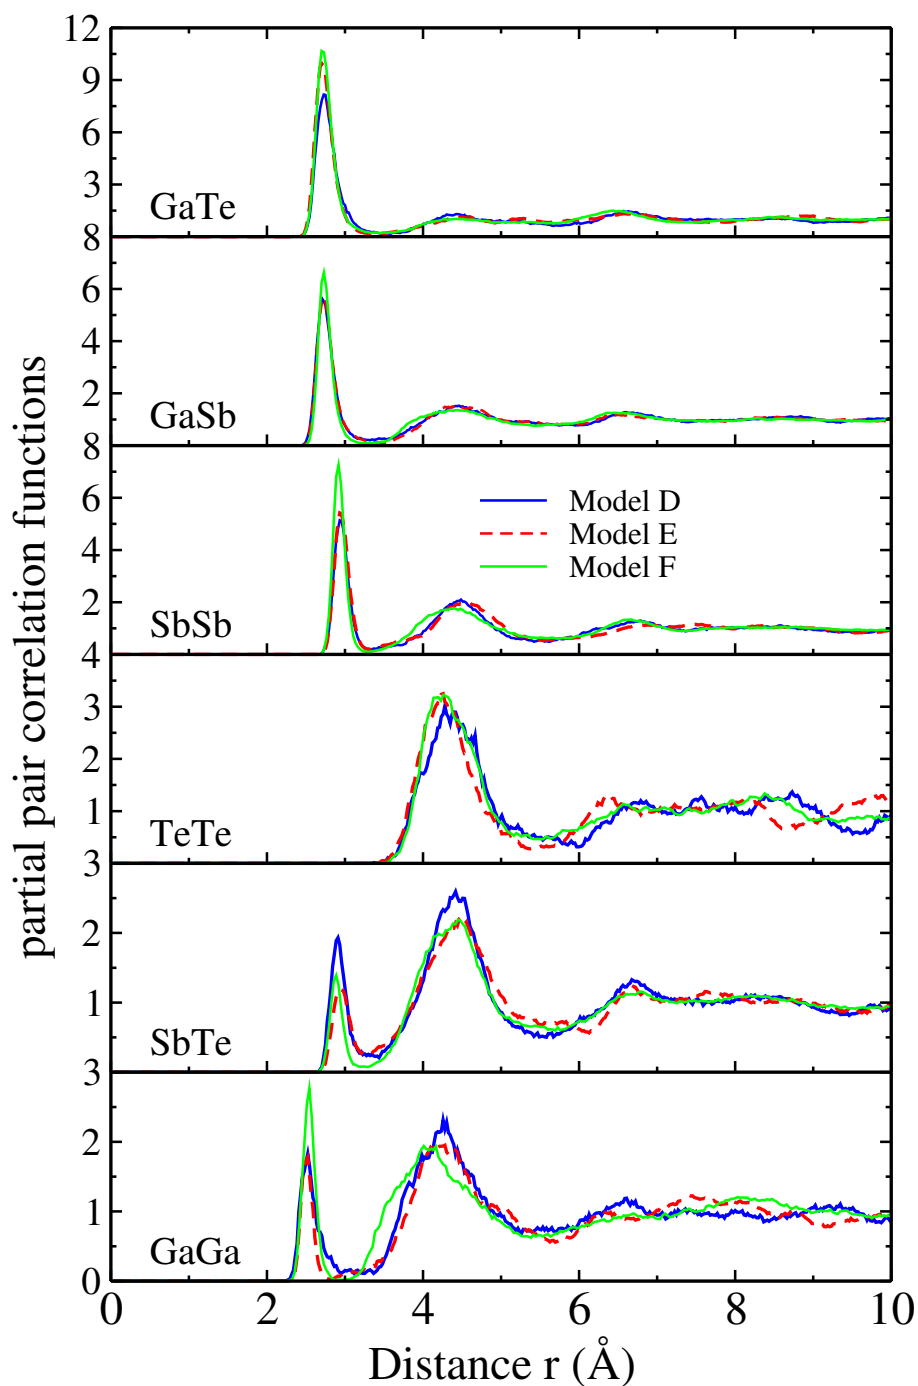 12
9
6
3
GaTe
8
6
4
2
GaSb
8
6
4
2
SbSb
Model D
Model E
Model F
4
3
2
1
TeTe
3
2
1
SbTe
3
2
1
0
GaGa
0 2 4 6 8 10
Distance r (Å)
partial pair correlation functions